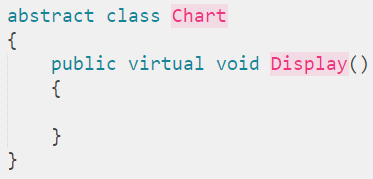 abstract class Chart
{
    public virtual void Display()
    {
    }
}